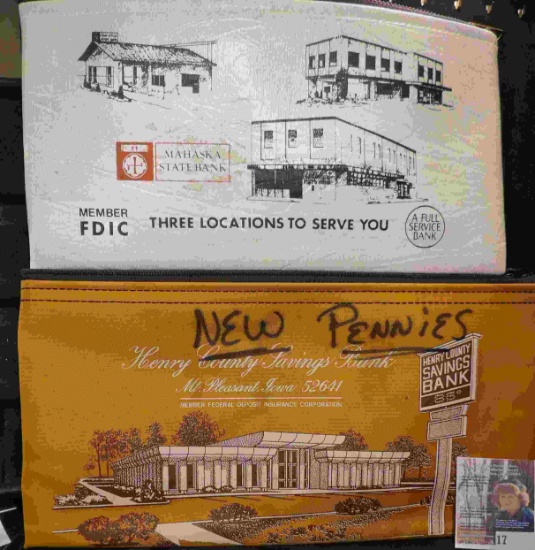 MAHASKA
STATE BANK
MEMBER
FDIC
THREE LOCATIONS TO SERVE YOU
A FULL
SERVICE
BANK
NEW PENNIES
Henry County Savings Bank
Mt. Pleasant, Iowa 52641
MEMBER FEDERAL DEPOSIT INSURANCE CORPORATION
HENRY COUNTY
SAVINGS
BANK
85°
17